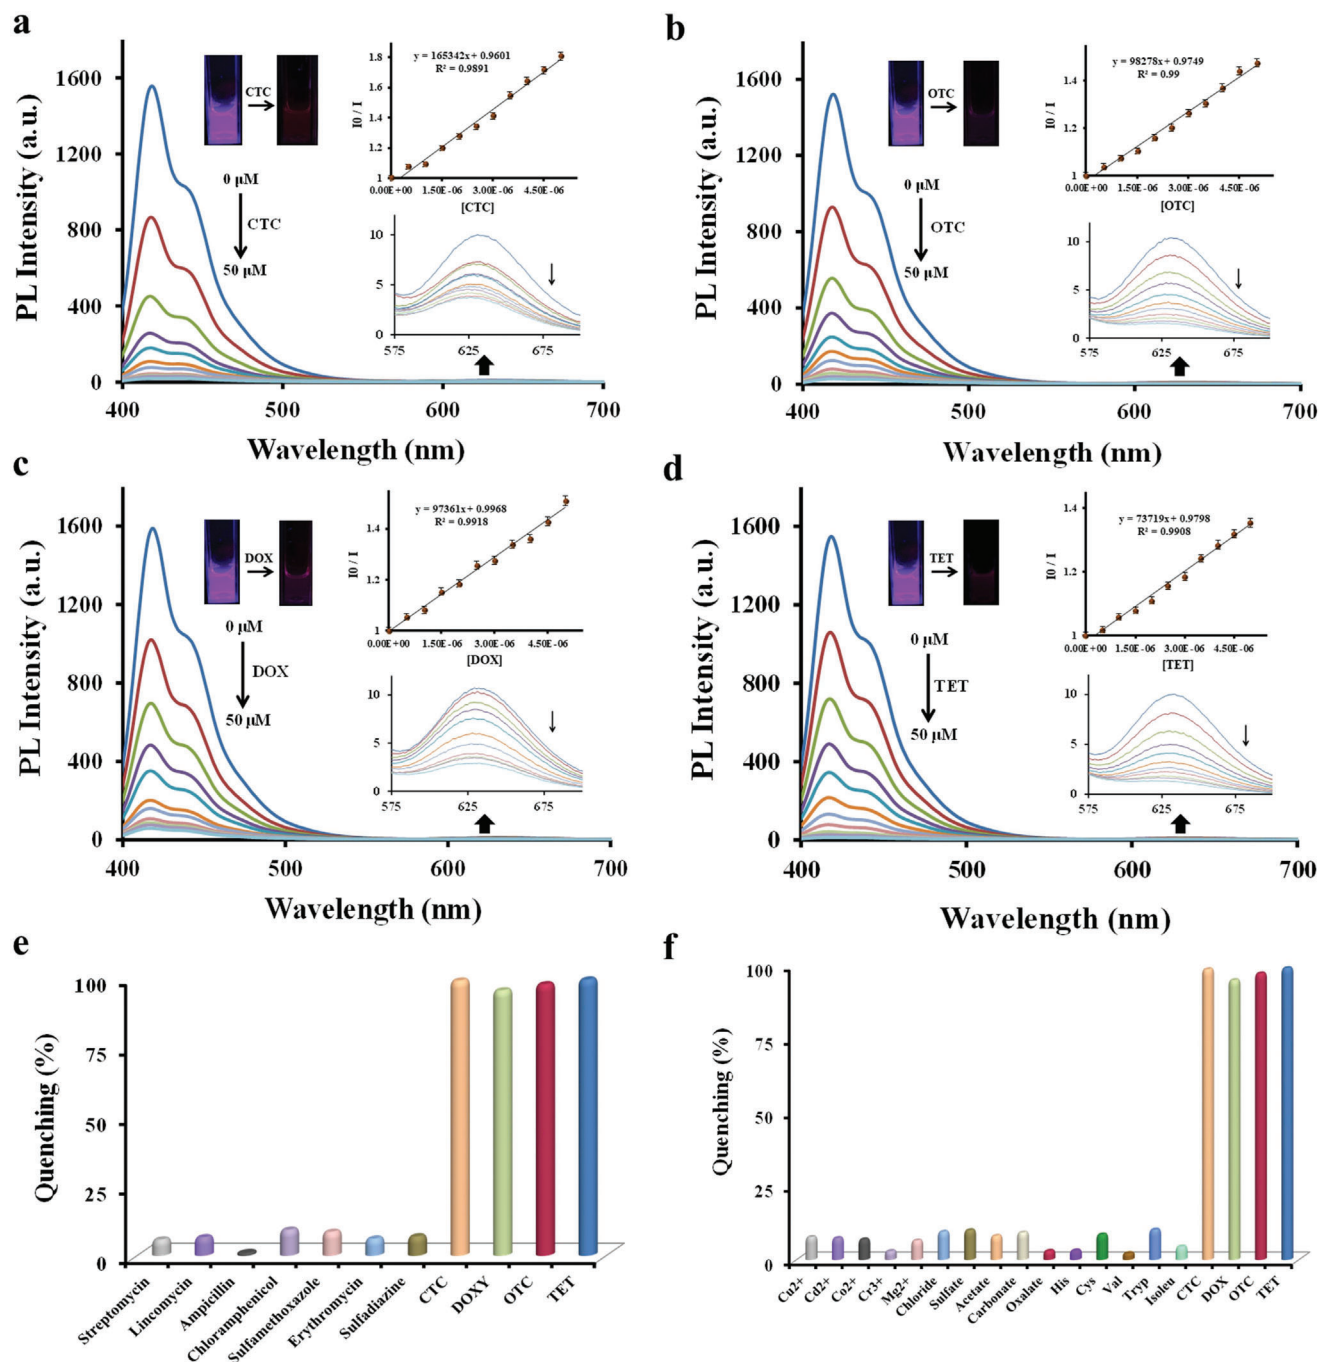 a
PL Intensity (a.u.)
1600
1200
800
400
0
400
500
600
700
Wavelength (nm)
CTC
0 μM
CTC
50 μM
y = 165342x + 0.9601
R² = 0.9891
I0 / I
1.8
1.6
1.4
1.2
1
0.00E+00
1.50E-06
3.00E-06
4.50E-06
[CTC]
10
5
0
575
625
675
b
PL Intensity (a.u.)
1600
1200
800
400
0
400
500
600
700
Wavelength (nm)
OTC
0 μM
OTC
50 μM
y = 98278x + 0.9749
R² = 0.99
I0 / I
1.4
1.2
1
0.00E+00
1.50E-06
3.00E-06
4.50E-06
[OTC]
10
5
0
575
625
675
c
PL Intensity (a.u.)
1600
1200
800
400
0
400
500
600
700
Wavelength (nm)
DOX
0 μM
DOX
50 μM
y = 97361x + 0.9968
R² = 0.9918
I0 / I
1.4
1.2
1
0.00E+00
1.50E-06
3.00E-06
4.50E-06
[DOX]
10
5
0
575
625
675
d
PL Intensity (a.u.)
1600
1200
800
400
0
400
500
600
700
Wavelength (nm)
TET
0 μM
TET
50 μM
y = 73719x + 0.9798
R² = 0.9908
I0 / I
1.4
1.2
1
0.00E+00
1.50E-06
3.00E-06
4.50E-06
[TET]
10
5
0
575
625
675
e
Quenching (%)
100
75
50
25
0
Streptomycin
Lincomycin
Ampicillin
Chloramphenicol
Sulfamethoxazole
Erythromycin
Sulfadiazine
CTC
DOXY
OTC
TET
f
Quenching (%)
100
75
50
25
0
Cu2+
Cd2+
Co2+
Cr3+
Mg2+
Chloride
Sulfate
Acetate
Carbonate
Oxalate
His
Cys
Val
Tryp
Isoleu
CTC
DOX
OTC
TET